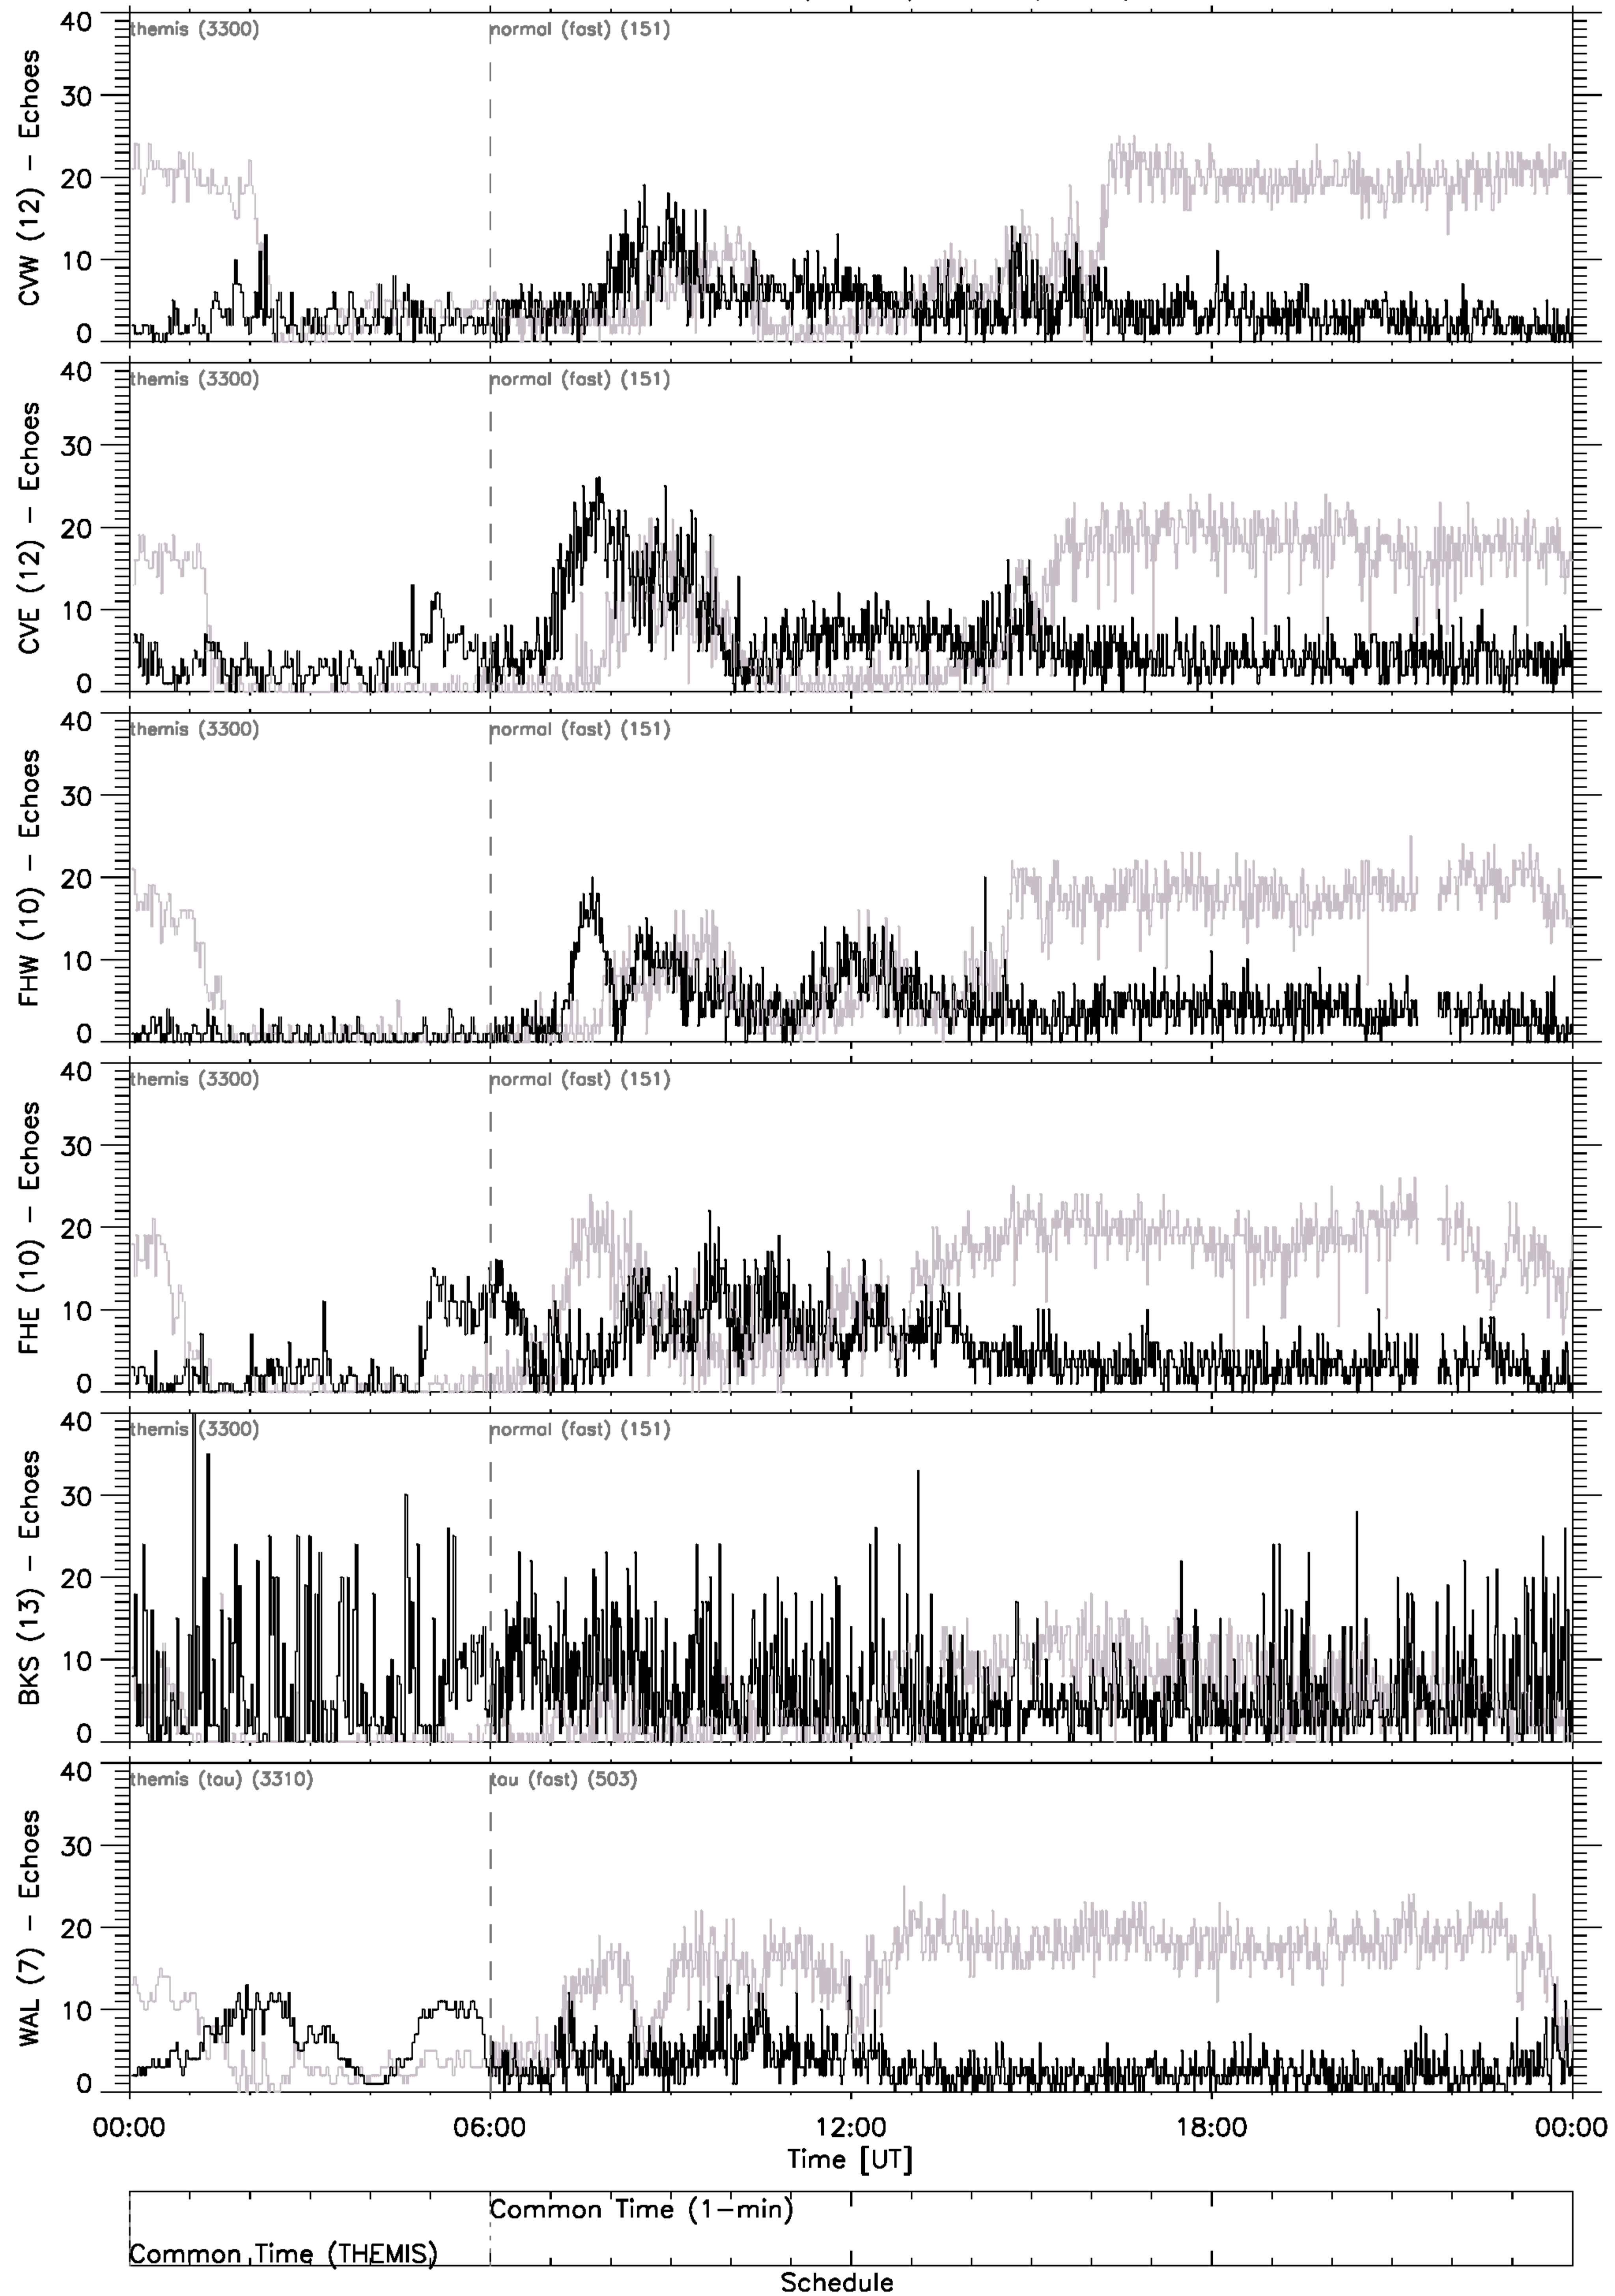 40 themis (3300) normal (fast) (151)
30
20
10
0
CVW (12) – Echoes
40 themis (3300) normal (fast) (151)
30
20
10
0
CVE (12) – Echoes
40 themis (3300) normal (fast) (151)
30
20
10
0
FHW (10) – Echoes
40 themis (3300) normal (fast) (151)
30
20
10
0
FHE (10) – Echoes
40 themis (3300) normal (fast) (151)
30
20
10
0
BKS (13) – Echoes
40 themis (tau) (3310) tau (fast) (503)
30
20
10
0
WAL (7) – Echoes
00:00 06:00 12:00 18:00 00:00
Time [UT]
Common Time (1–min)
Common Time (THEMIS)
Schedule